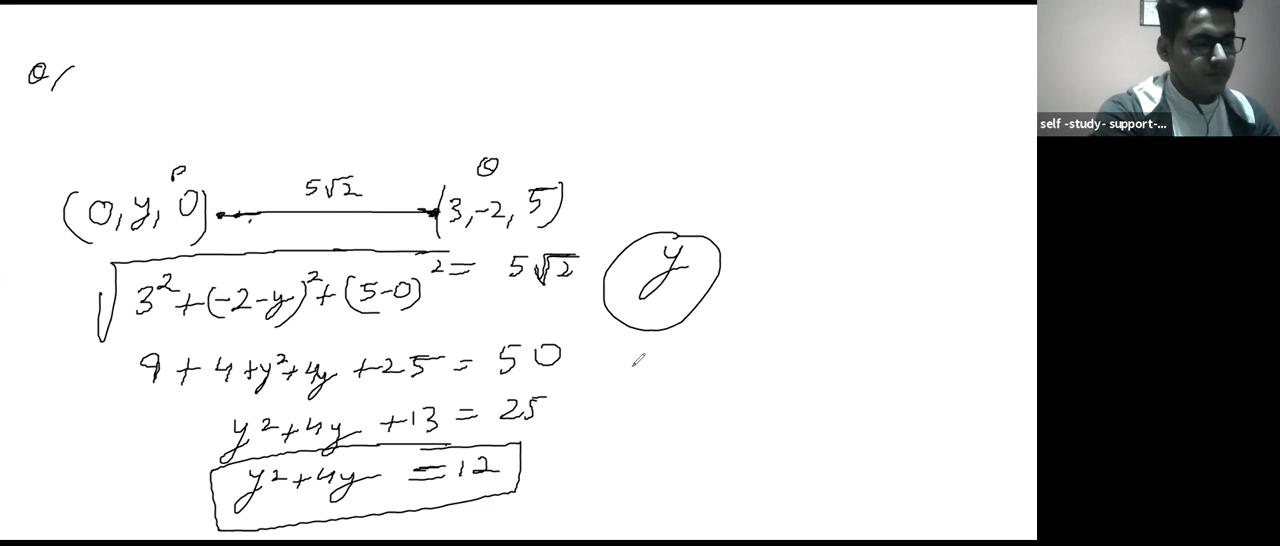 Q/
P
Q
5√2
(0, y, 0)
(3, -2, 5)
√3²+(-2-y)²+(5-0)² = 5√2
y
9 + 4 + y² + 4y + 25 = 50
y² + 4y + 13 = 25
y² + 4y = 12
self -study- support-...